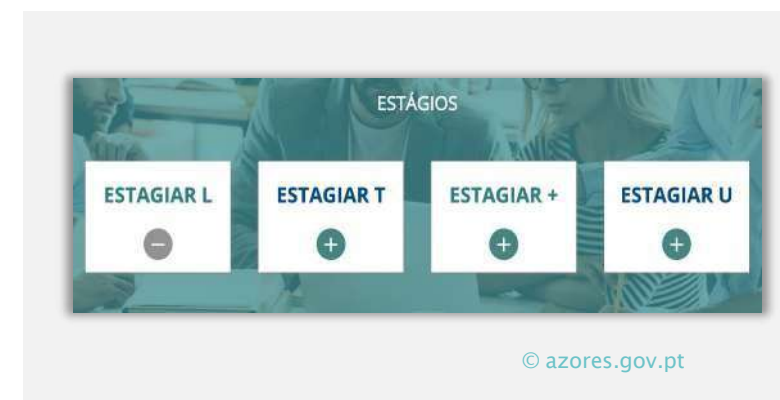 ESTÁGIOS
ESTAGIAR L
ESTAGIAR T
ESTAGIAR +
ESTAGIAR U
© azores.gov.pt